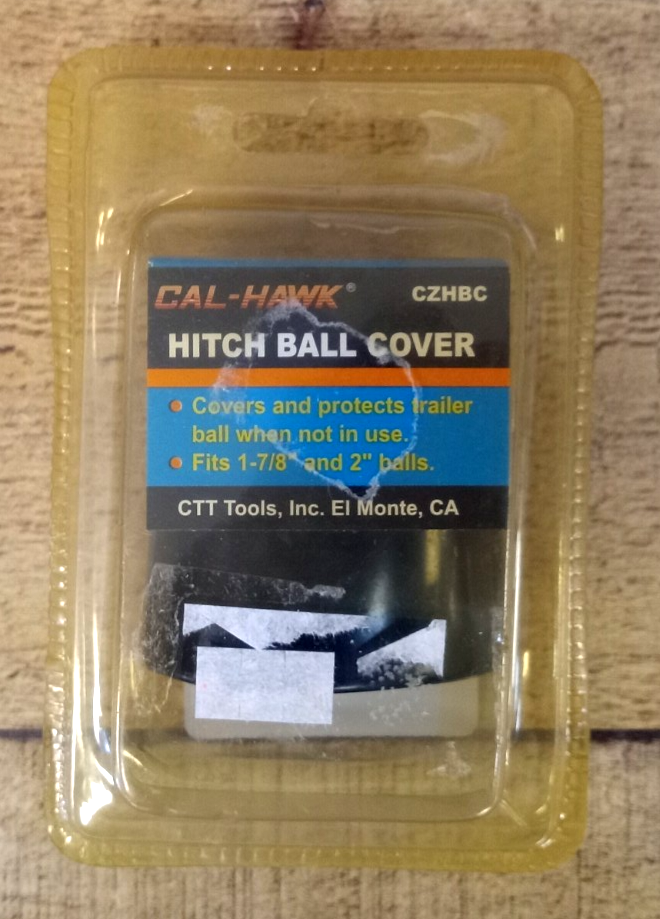 CAL-HAWK® CZHBC
HITCH BALL COVER
• Covers and protects trailer
ball when not in use.
• Fits 1-7/8" and 2" balls.
CTT Tools, Inc. El Monte, CA